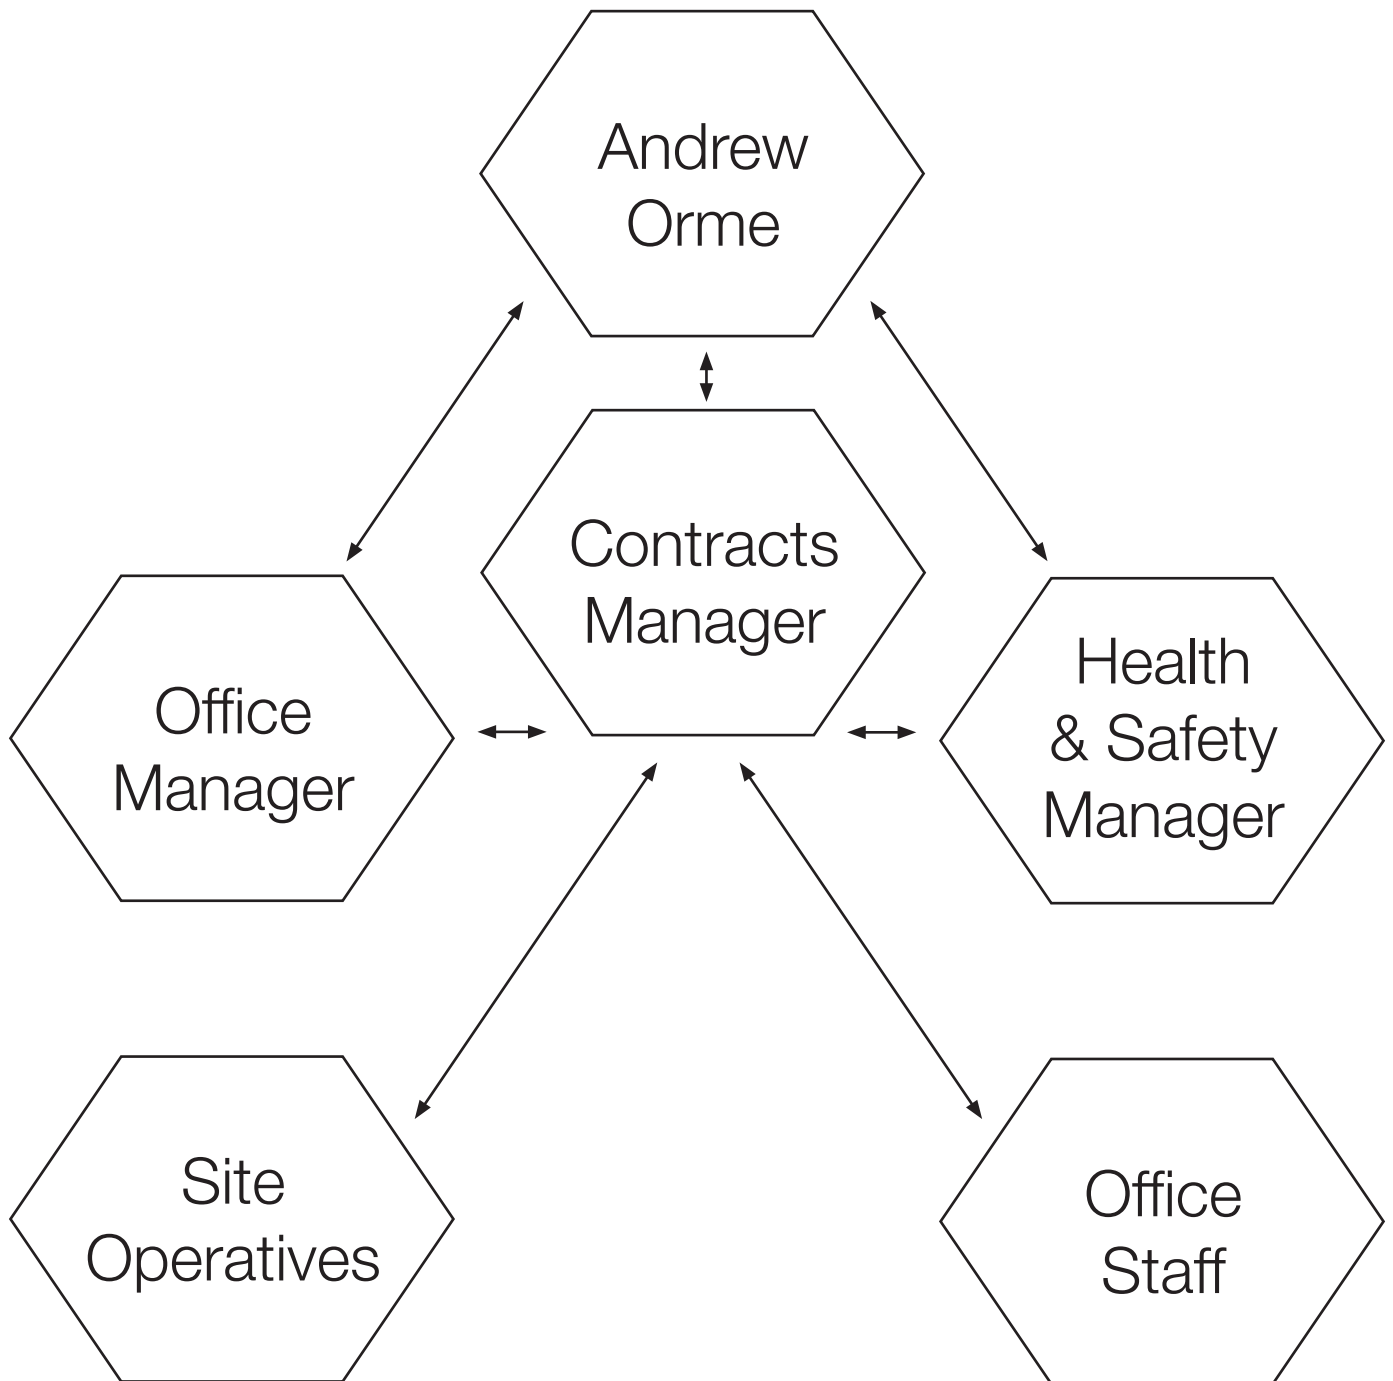 Andrew
Orme
Contracts
Manager
Office
Manager
Health
& Safety
Manager
Site
Operatives
Office
Staff